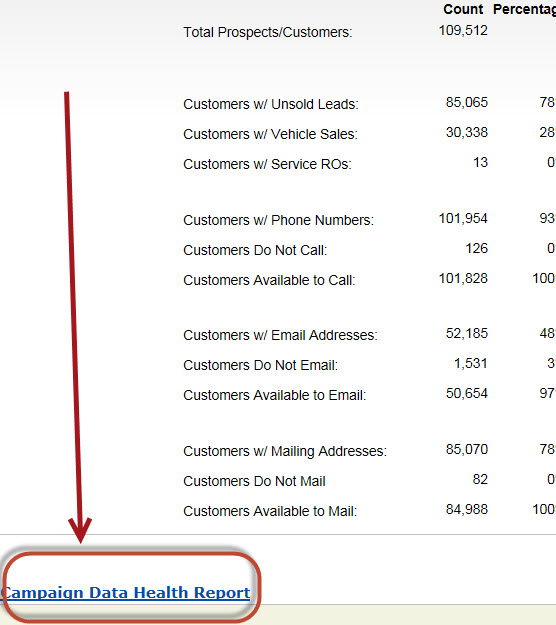 Count Percentag
Total Prospects/Customers: 109,512
Customers w/ Unsold Leads: 85,065 78
Customers w/ Vehicle Sales: 30,338 28
Customers w/ Service ROs: 13 0
Customers w/ Phone Numbers: 101,954 93
Customers Do Not Call: 126 0
Customers Available to Call: 101,828 100
Customers w/ Email Addresses: 52,185 48
Customers Do Not Email: 1,531 3
Customers Available to Email: 50,654 97
Customers w/ Mailing Addresses: 85,070 78
Customers Do Not Mail 82 0
Customers Available to Mail: 84,988 100
Campaign Data Health Report